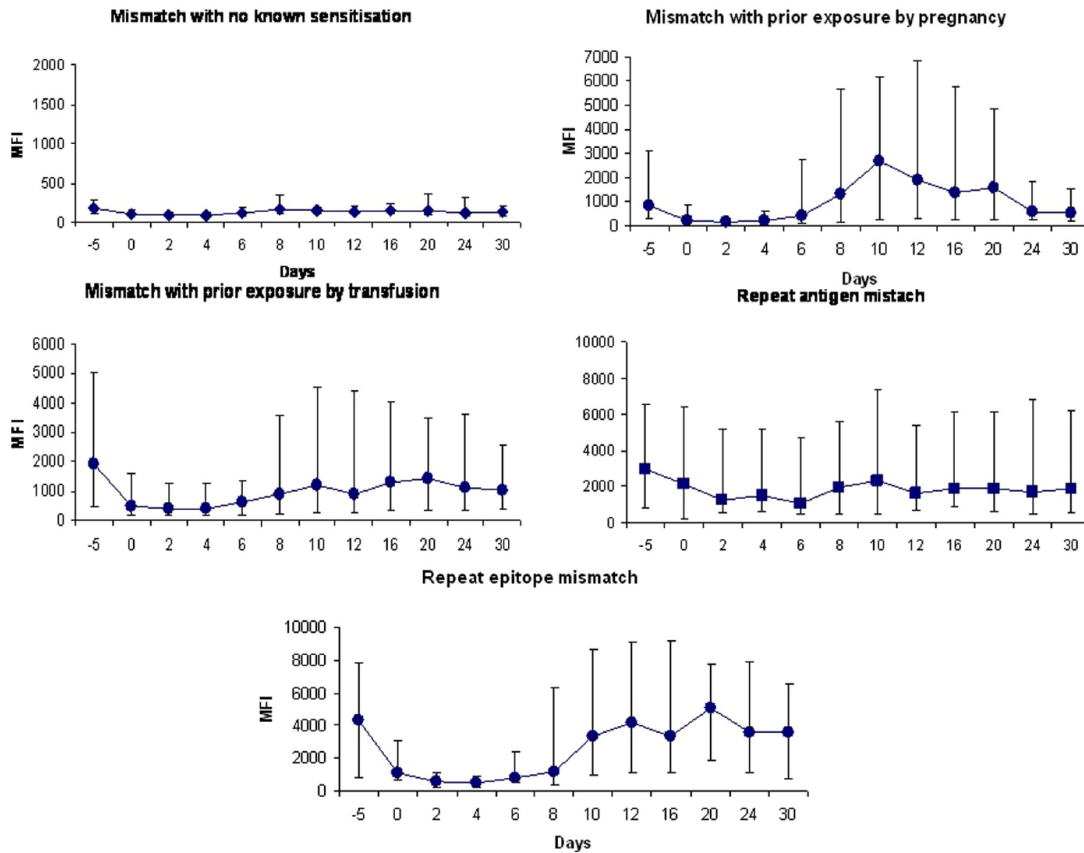 Mismatch with no known sensitisation
2000
1500
1000
500
0
MFI
-5 0 2 4 6 8 10 12 16 20 24 30
Days
Mismatch with prior exposure by pregnancy
7000
6000
5000
4000
3000
2000
1000
0
MFI
-5 0 2 4 6 8 10 12 16 20 24 30
Days
Mismatch with prior exposure by transfusion
6000
5000
4000
3000
2000
1000
0
MFI
-5 0 2 4 6 8 10 12 16 20 24 30
Repeat antigen mistach
10000
8000
6000
4000
2000
0
-5 0 2 4 6 8 10 12 16 20 24 30
Repeat epitope mismatch
10000
8000
6000
4000
2000
0
MFI
-5 0 2 4 6 8 10 12 16 20 24 30
Days